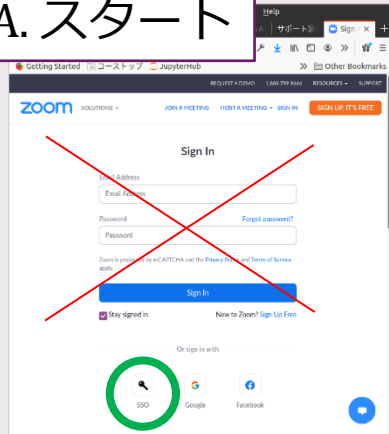 A. スタート
Help
サポート
Sign
Getting Started コーストップ JupyterHub
Other Bookmarks
REQUEST A DEMO 1.888.799.9666 RESOURCES SUPPORT
zoom SOLUTIONS JOIN A MEETING HOST A MEETING SIGN IN SIGN UP, IT'S FREE
Sign In
Email Address
Email Address
Password Forgot password?
Password
Zoom is protected by reCAPTCHA and the Privacy Policy and Terms of Service
apply.
Sign In
Stay signed in New to Zoom? Sign Up Free
Or sign in with
SSO Google Facebook